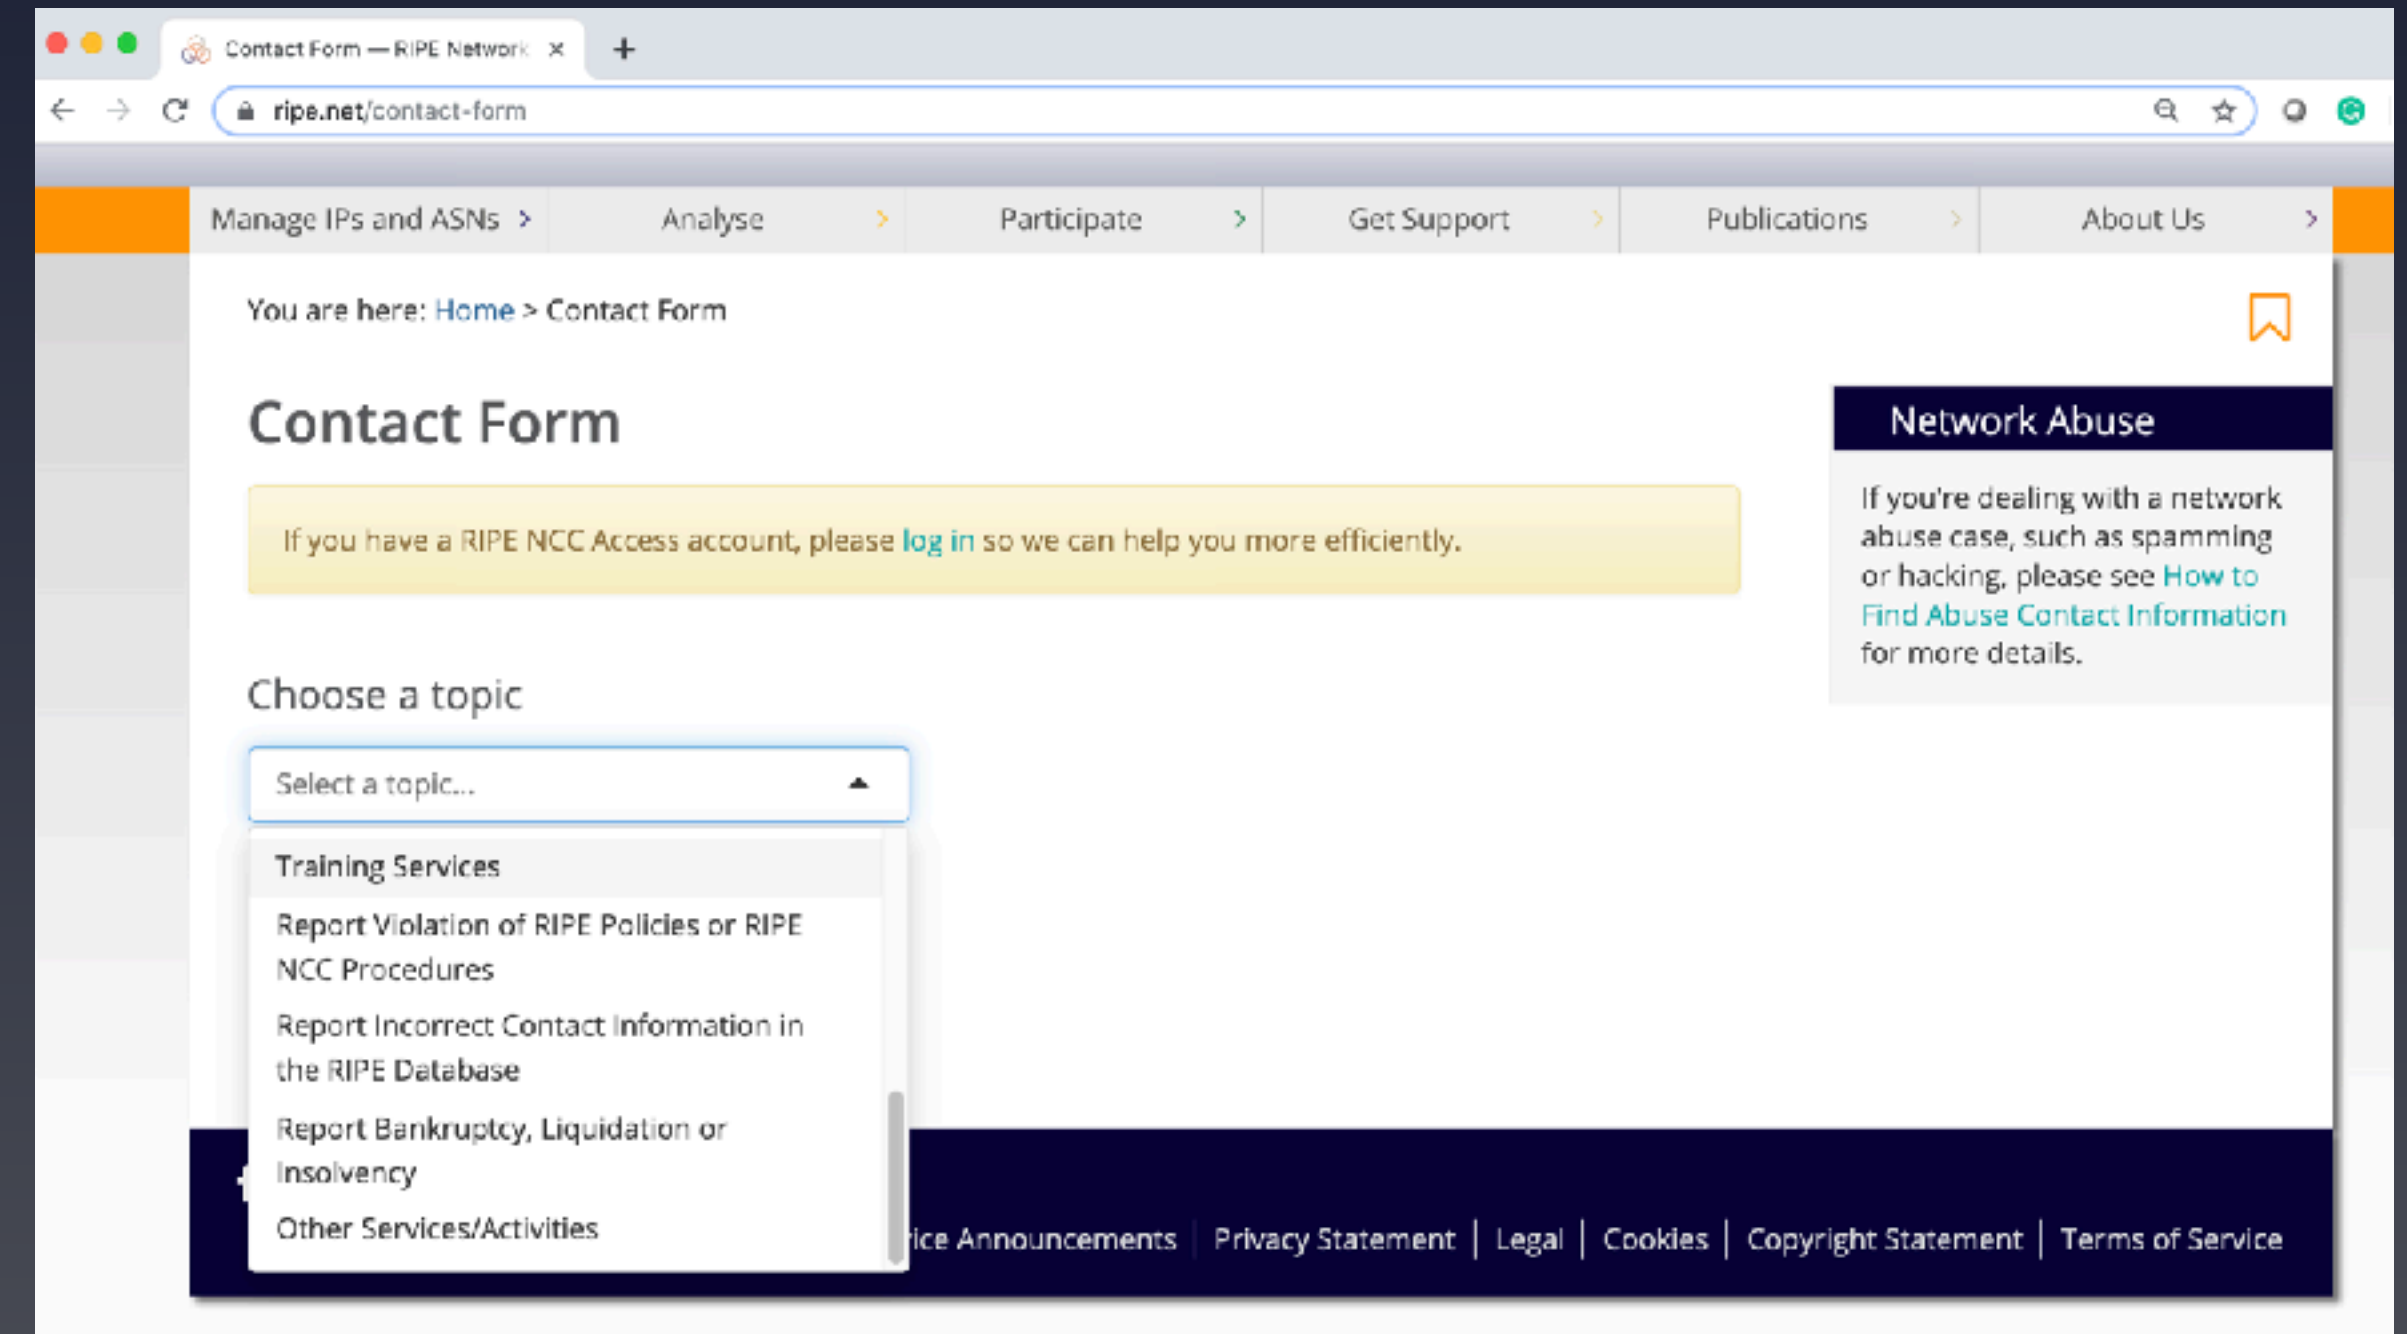 Contact Form — RIPE Network
ripe.net/contact-form
Manage IPs and ASNs
Analyse
Participate
Get Support
Publications
About Us
You are here: Home > Contact Form
Contact Form
If you have a RIPE NCC Access account, please log in so we can help you more efficiently.
Network Abuse
If you're dealing with a network
abuse case, such as spamming
or hacking, please see How to
Find Abuse Contact Information
for more details.
Choose a topic
Select a topic...
Training Services
Report Violation of RIPE Policies or RIPE
NCC Procedures
Report Incorrect Contact Information in
the RIPE Database
Report Bankruptcy, Liquidation or
Insolvency
Other Services/Activities
Announcements | Privacy Statement | Legal | Cookies | Copyright Statement | Terms of Service